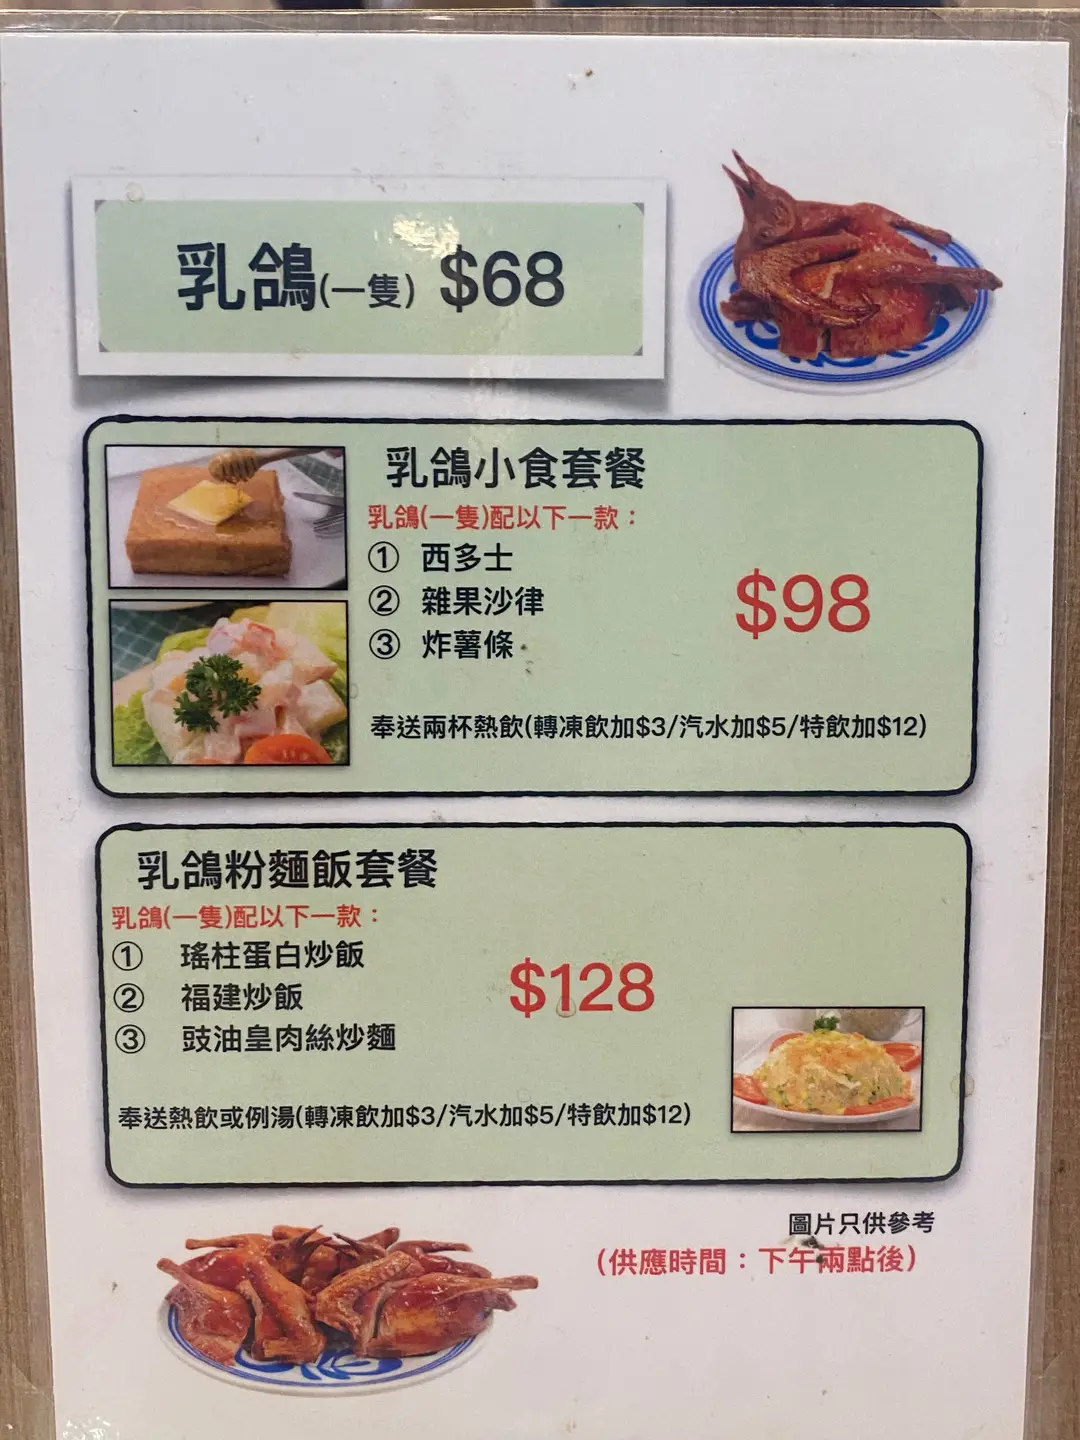 乳鴿(一隻) $68
乳鴿小食套餐
乳鴿(一隻)配以下一款：
① 西多士
② 雜果沙律
③ 炸薯條
$98
奉送兩杯熱飲(轉凍飲加$3/汽水加$5/特飲加$12)
乳鴿粉麵飯套餐
乳鴿(一隻)配以下一款：
① 瑤柱蛋白炒飯
② 福建炒飯
③ 豉油皇肉絲炒麵
$128
奉送熱飲或例湯(轉凍飲加$3/汽水加$5/特飲加$12)
圖片只供參考
(供應時間：下午兩點後)